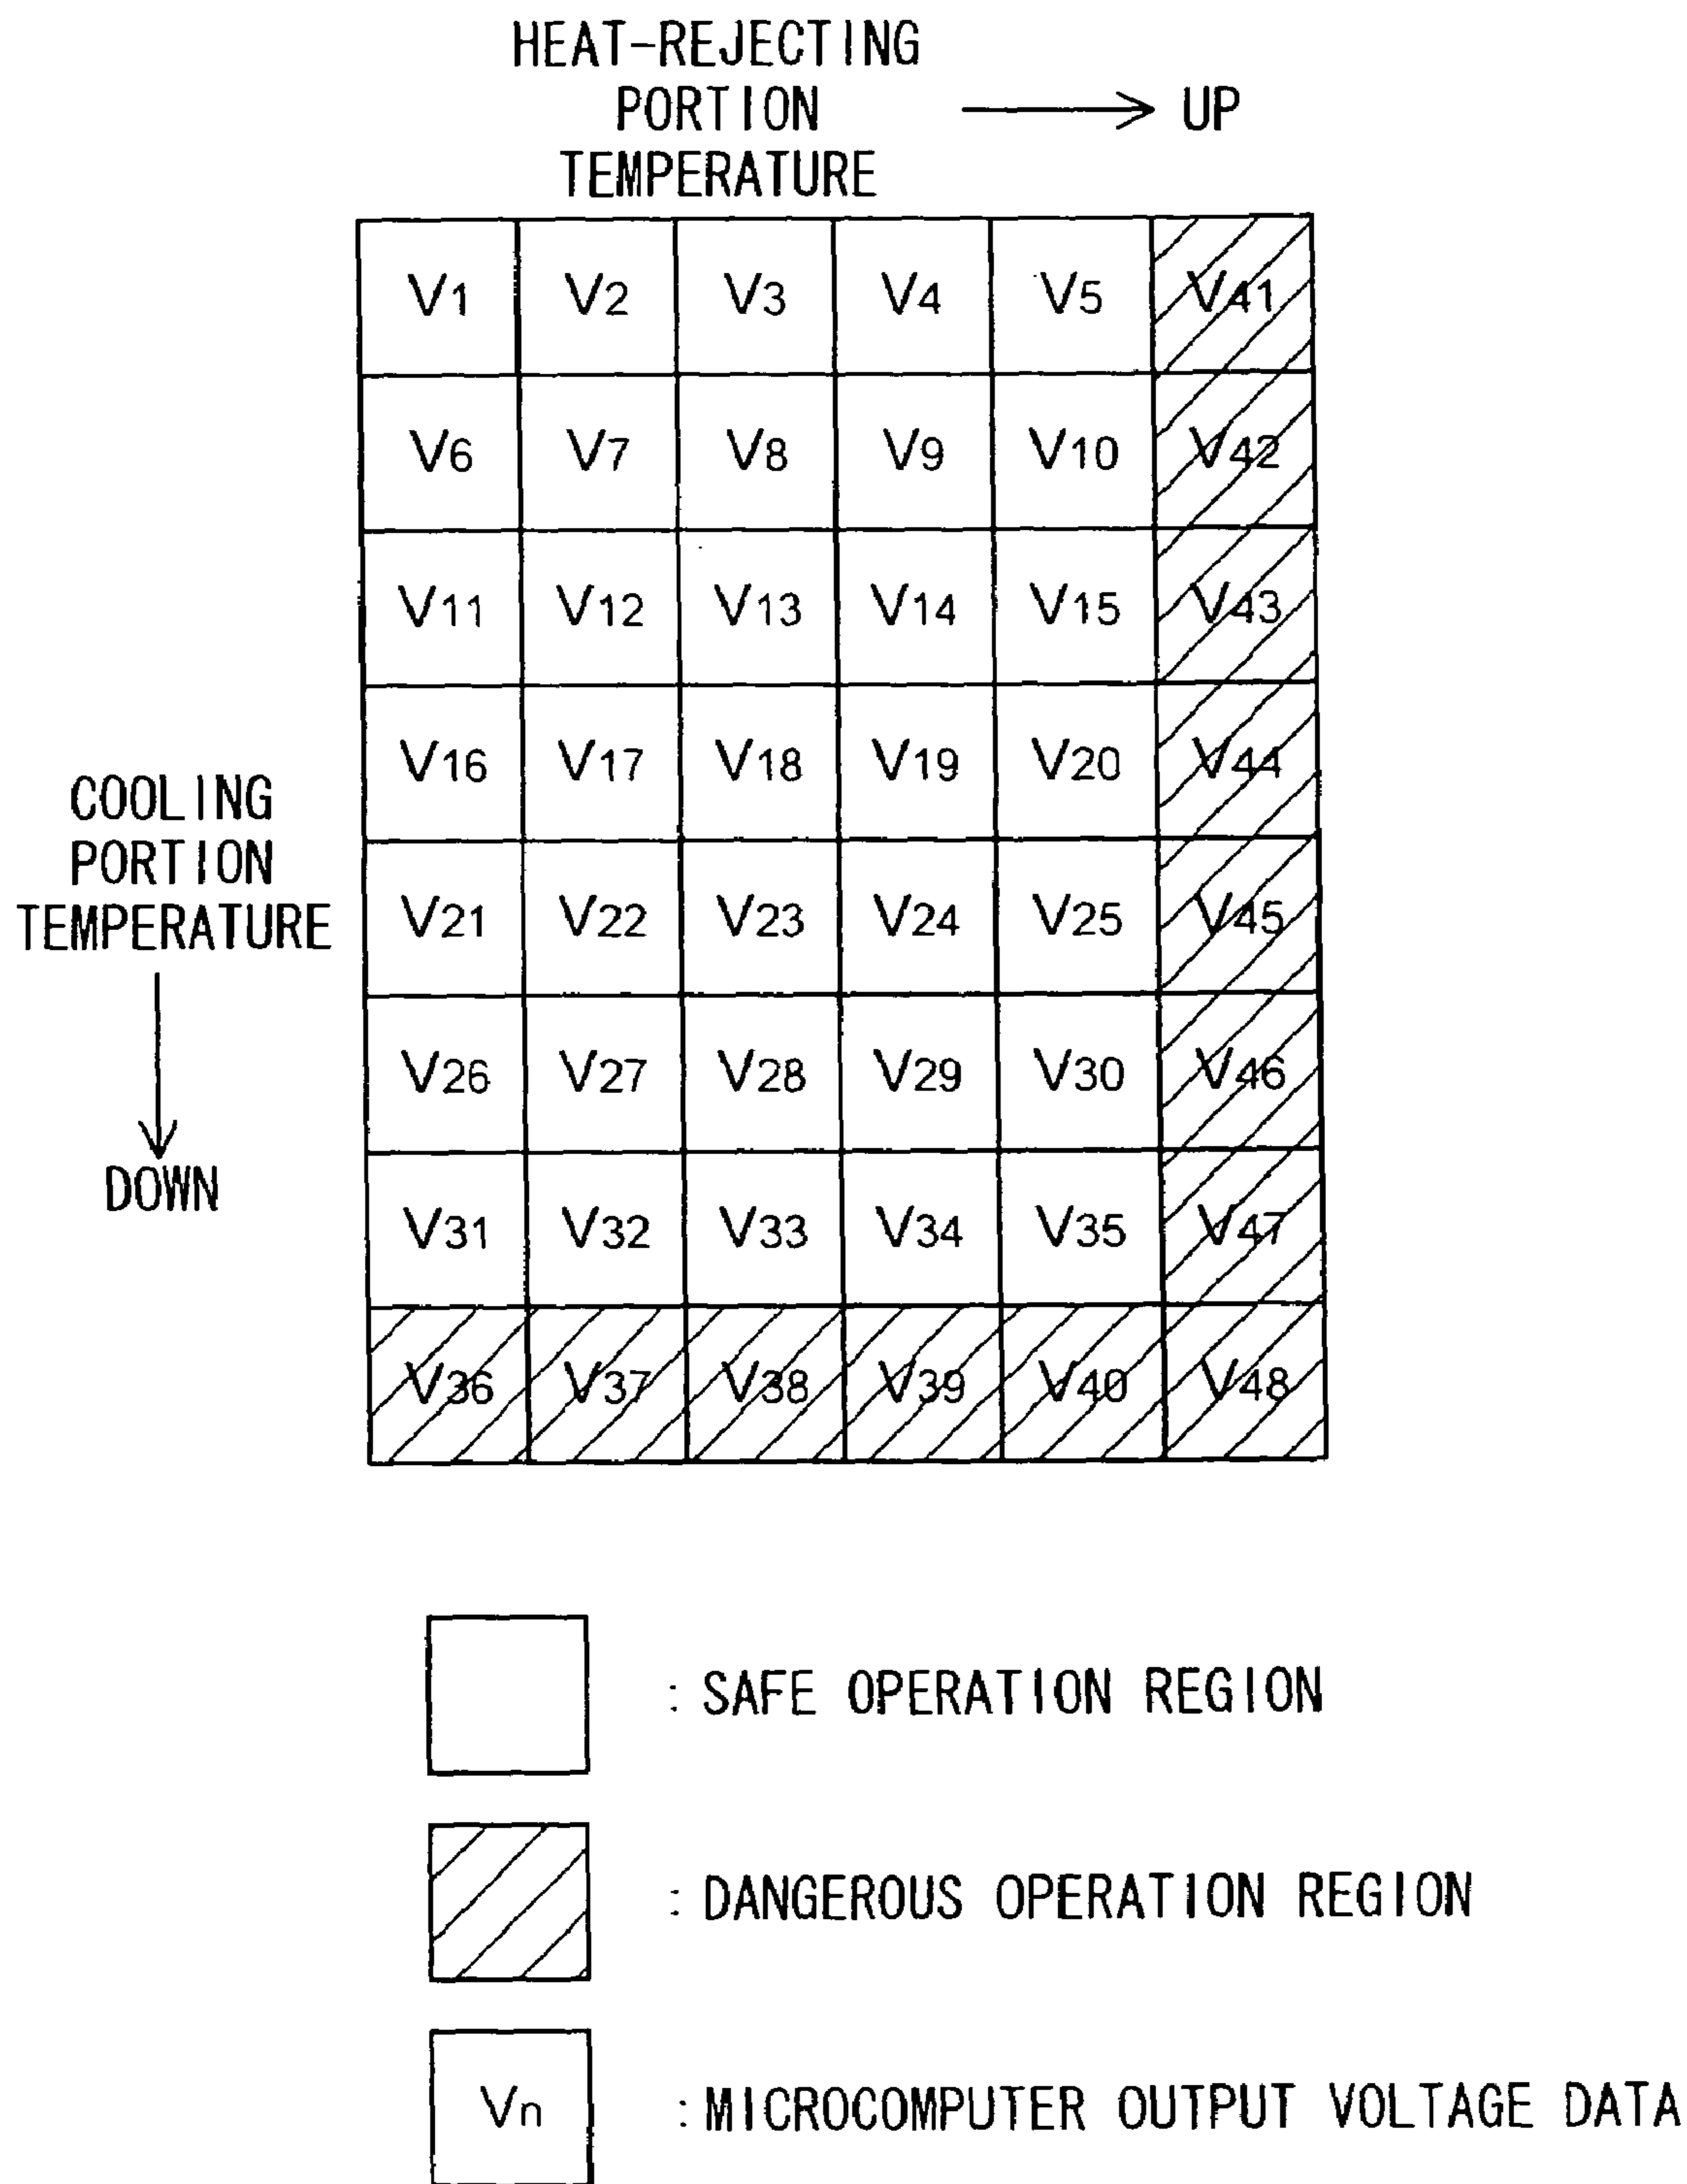 HEAT-REJECTING
PORTION → UP
TEMPERATURE
V1 V2 V3 V4 V5 V41
V6 V7 V8 V9 V10 V42
V11 V12 V13 V14 V15 V43
V16 V17 V18 V19 V20 V44
COOLING
PORTION
TEMPERATURE
↓
DOWN
V21 V22 V23 V24 V25 V45
V26 V27 V28 V29 V30 V46
V31 V32 V33 V34 V35 V47
V36 V37 V38 V39 V40 V48
: SAFE OPERATION REGION
: DANGEROUS OPERATION REGION
Vn : MICROCOMPUTER OUTPUT VOLTAGE DATA